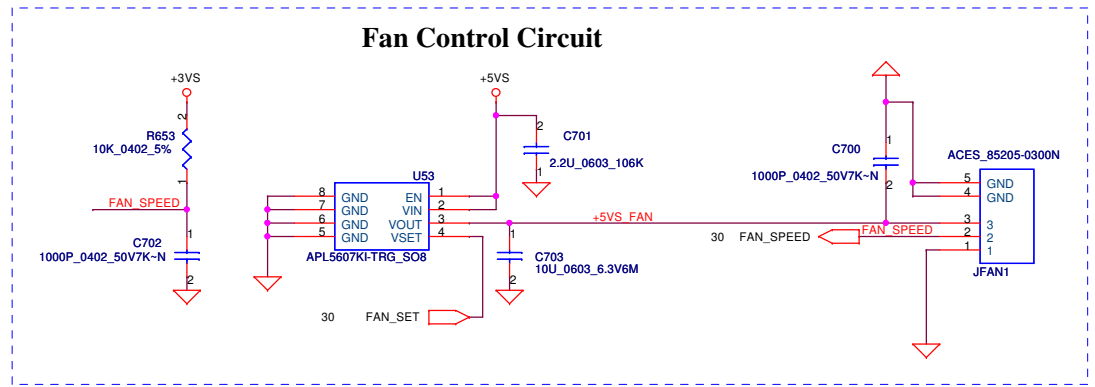 Fan Control Circuit
+3VS
2
R653
10K_0402_5%
1
FAN_SPEED
1
C702
1000P_0402_50V7K~N
2
+5VS
2
C701
2.2U_0603_106K
1
U53
8 GND EN 1
7 GND VIN 2
6 GND VOUT 3
5 GND VSET 4
APL5607KI-TRG_SO8
1
C703
10U_0603_6.3V6M
2
30 FAN_SET
+5VS_FAN
1
C700
1000P_0402_50V7K~N
2
30 FAN_SPEED
FAN_SPEED
ACES_85205-0300N
5 GND
4 GND
3 3
2 2
1 1
JFAN1